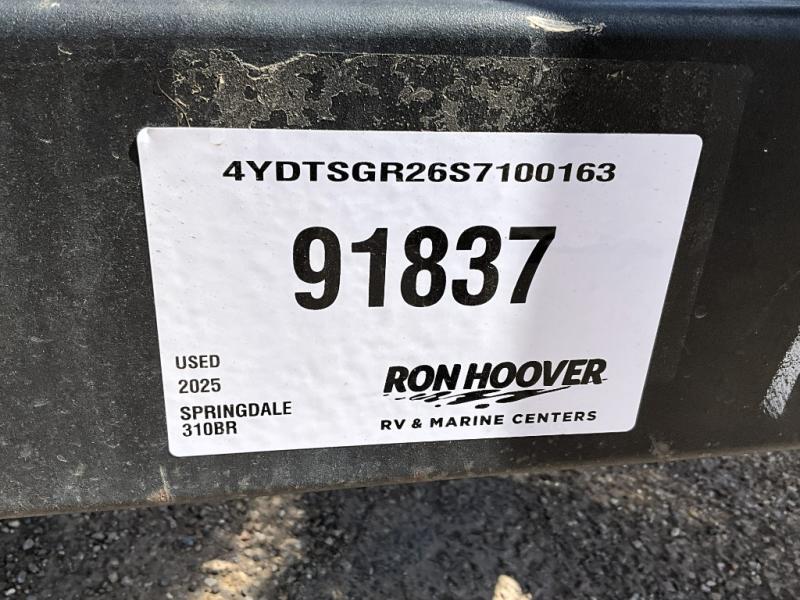 4YDTSGR26S7100163
91837
USED
2025
SPRINGDALE
310BR
RON HOOVER
RV & MARINE CENTERS